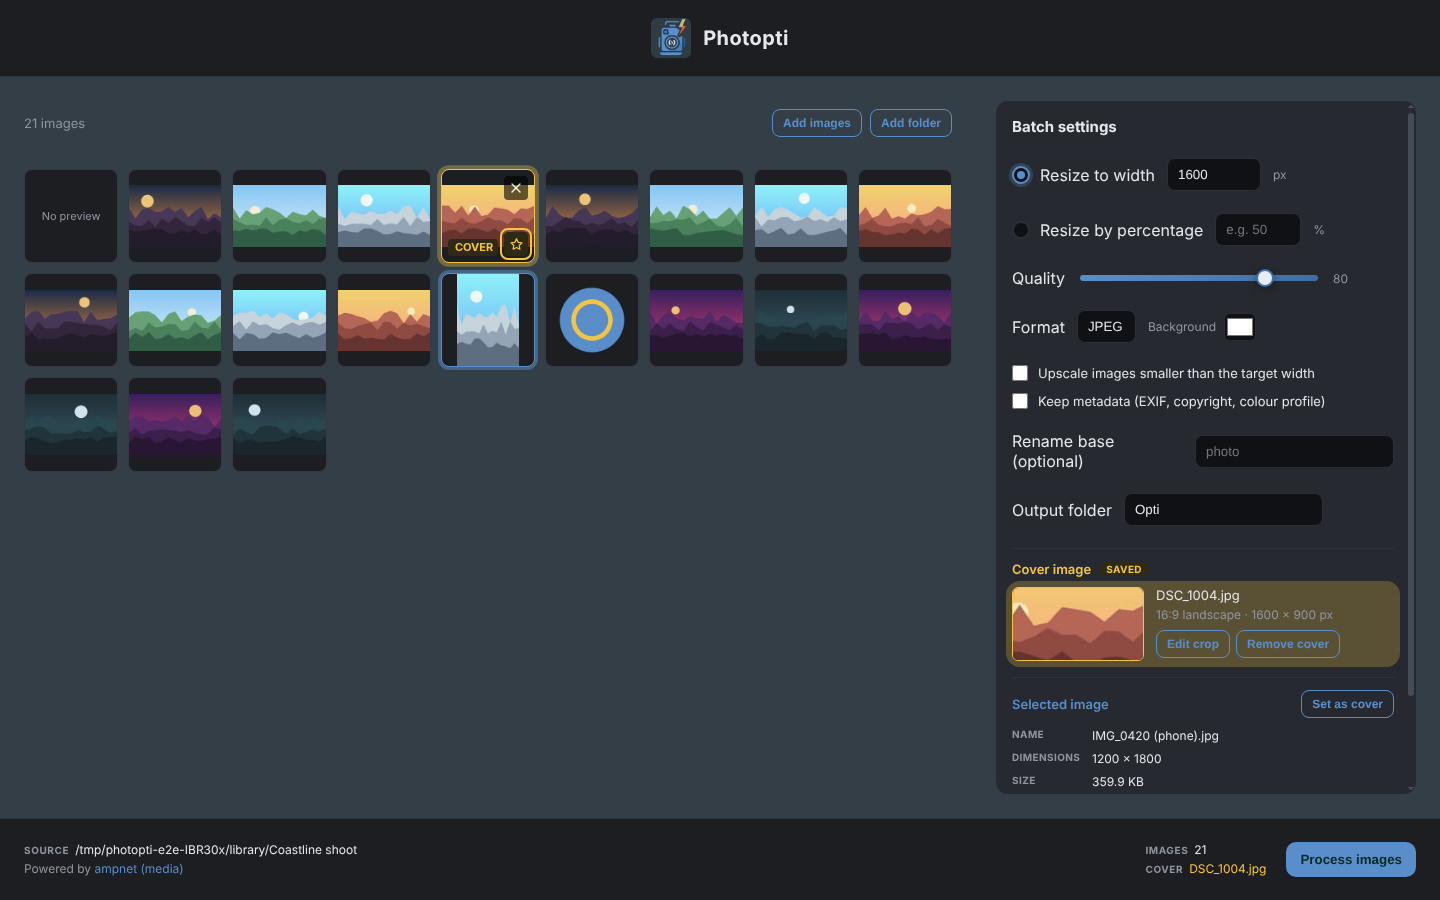 Photopti
21 images
Add images
Add folder
No preview
COVER
Batch settings
Resize to width
1600
px
Resize by percentage
e.g. 50
%
Quality
80
Format
JPEG
Background
Upscale images smaller than the target width
Keep metadata (EXIF, copyright, colour profile)
Rename base
(optional)
photo
Output folder
Opti
Cover image
SAVED
DSC_1004.jpg
16:9 landscape · 1600 × 900 px
Edit crop
Remove cover
Selected image
Set as cover
NAME
IMG_0420 (phone).jpg
DIMENSIONS
1200 × 1800
SIZE
359.9 KB
SOURCE /tmp/photopti-e2e-IBR30x/library/Coastline shoot
Powered by ampnet (media)
IMAGES 21
COVER DSC_1004.jpg
Process images